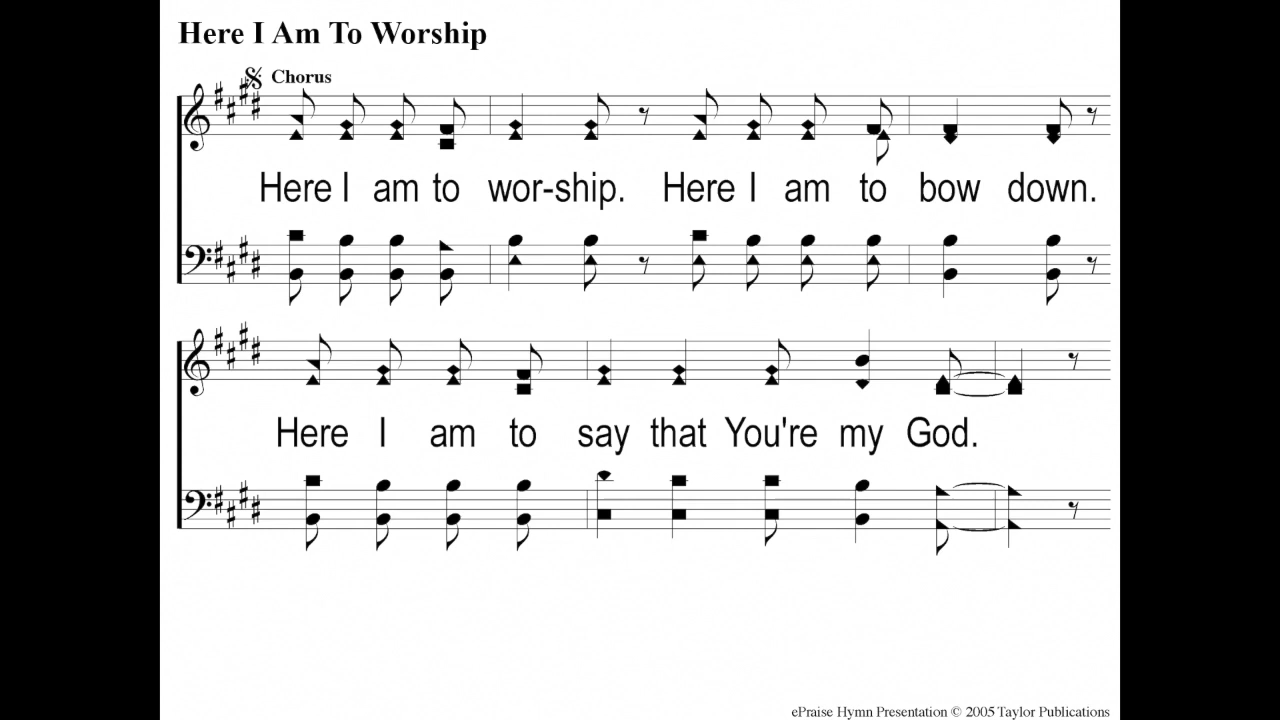 Here I Am To Worship
Chorus
Here I am to wor-ship. Here I am to bow down.
Here I am to say that You're my God.
ePraise Hymn Presentation © 2005 Taylor Publications